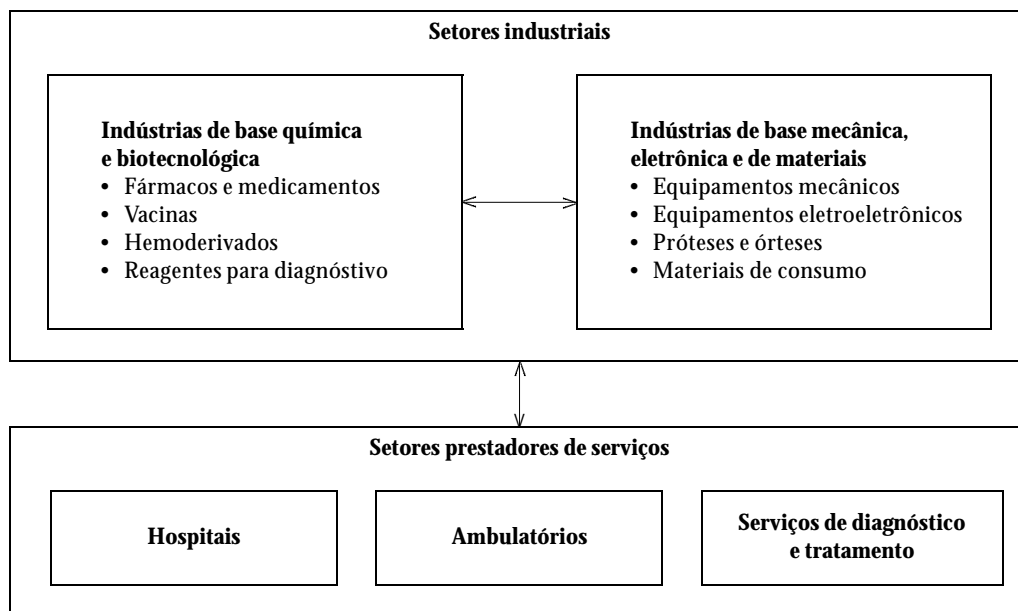 Setores industriais
Indústrias de base química
e biotecnológica
• Fármacos e medicamentos
• Vacinas
• Hemoderivados
• Reagentes para diagnóstivo
Indústrias de base mecânica,
eletrônica e de materiais
• Equipamentos mecânicos
• Equipamentos eletroeletrônicos
• Próteses e órteses
• Materiais de consumo
Setores prestadores de serviços
Hospitais
Ambulatórios
Serviços de diagnóstico
e tratamento